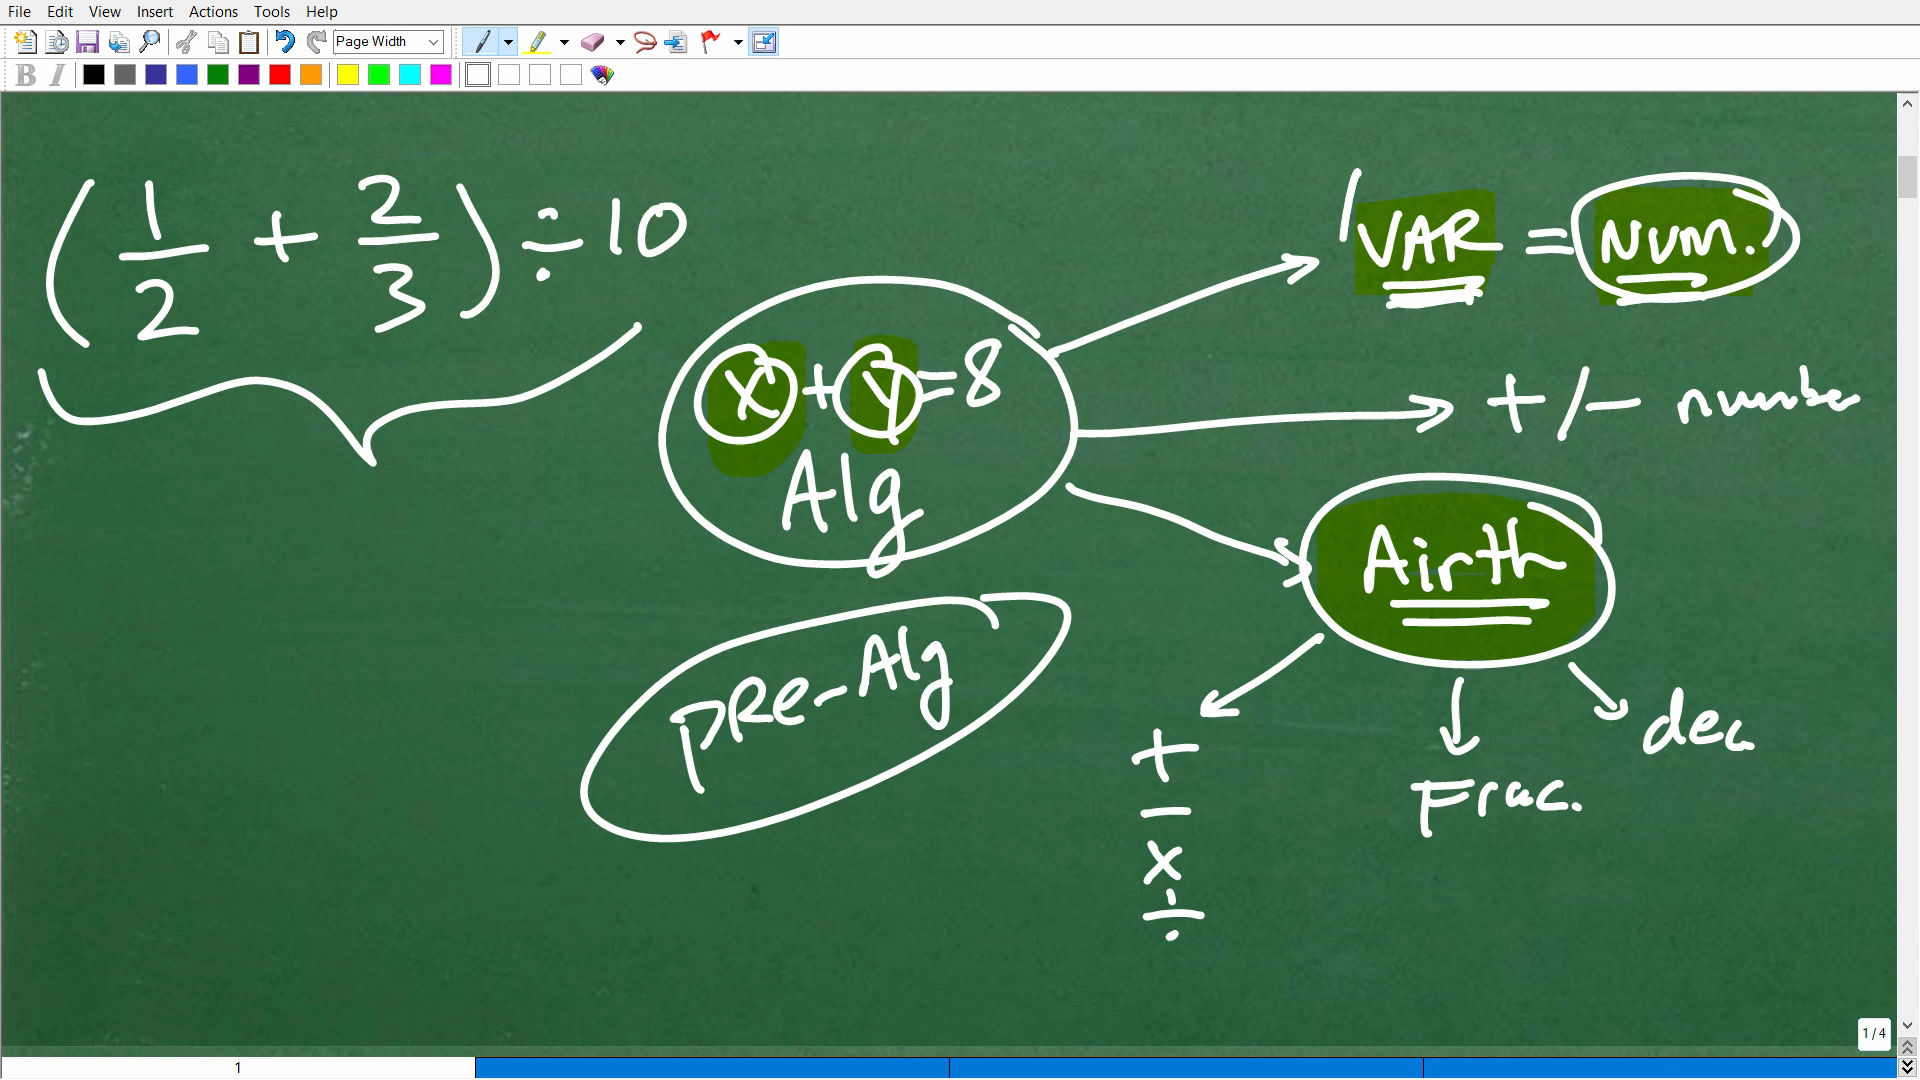 File Edit View Insert Actions Tools Help
Page Width
B I
(1/2 + 2/3) ÷ 10
x + y = 8
Alg
VAR = NUM.
+/- number
Airth
pre-Alg
+
-
x
÷
Frac.
dec
1 / 4
1